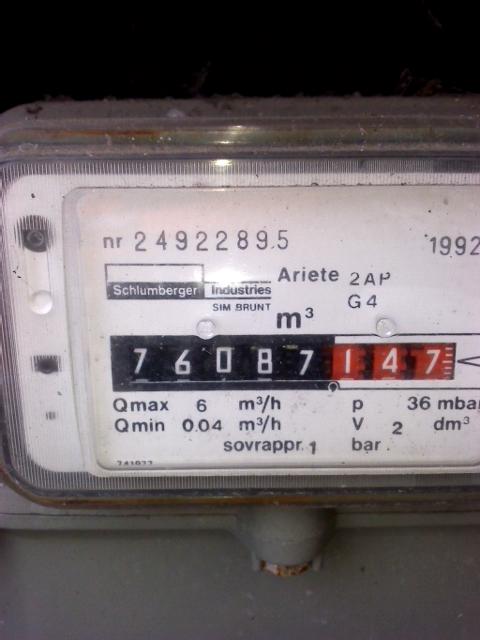 nr 24922895 1992
Schlumberger Industries
SIM BRUNT
Ariete 2AP
G4
m³
76087147
Qmax 6 m³/h p 36 mbar
Qmin 0.04 m³/h V 2 dm³
sovrappr. 1 bar.